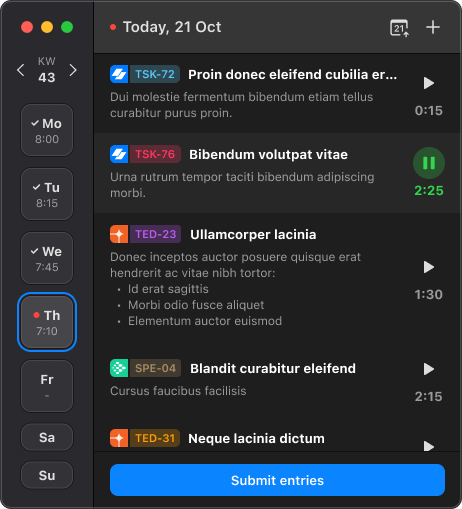 KW
43
Mo
8:00
Tu
8:15
We
7:45
Th
7:10
Fr
-
Sa
Su
Today, 21 Oct
21
TSK-72 Proin donec eleifend cubilia er...
Dui molestie fermentum bibendum etiam tellus
curabitur purus proin.
0:15
TSK-76 Bibendum volutpat vitae
Urna rutrum tempor taciti bibendum adipiscing
morbi.
2:25
TED-23 Ullamcorper lacinia
Donec inceptos auctor posuere quisque erat
hendrerit ac vitae nibh tortor:
• Id erat sagittis
• Morbi odio fusce aliquet
• Elementum auctor euismod
1:30
SPE-04 Blandit curabitur eleifend
Cursus faucibus facilisis
2:15
TED-31 Neque lacinia dictum
Submit entries